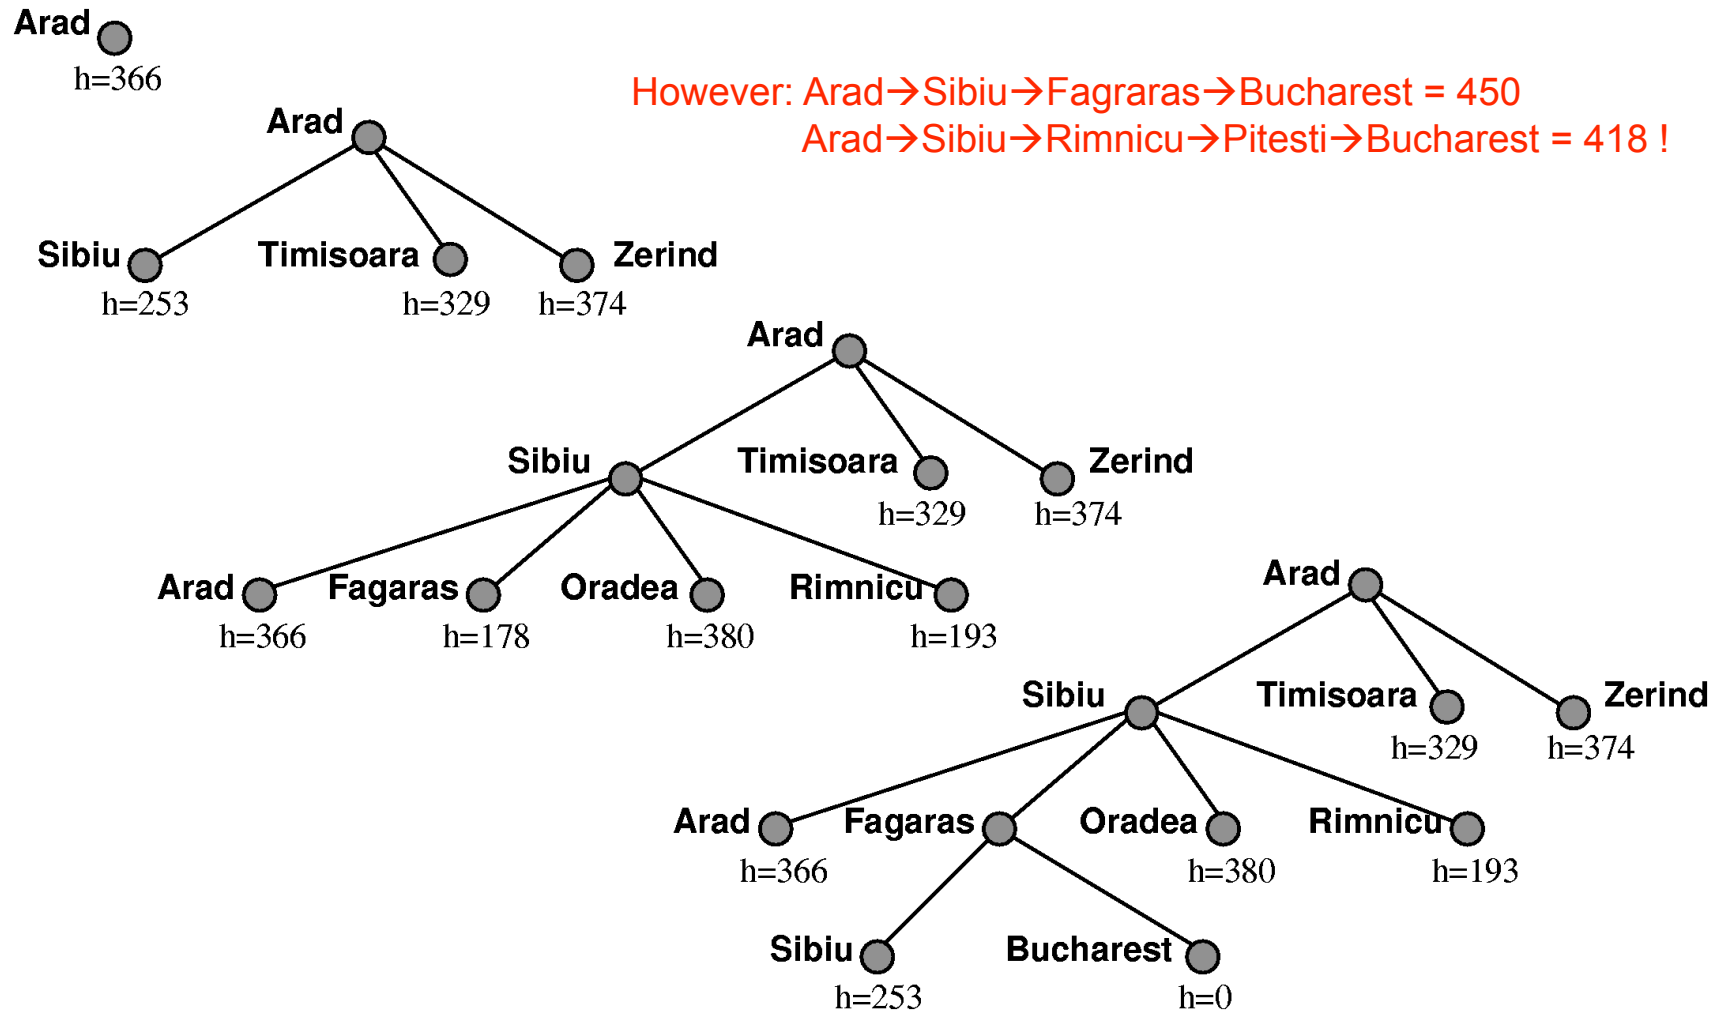 Arad
h=366
However: Arad→Sibiu→Fagraras→Bucharest = 450
Arad→Sibiu→Rimnicu→Pitesti→Bucharest = 418 !
Arad
Sibiu Timisoara Zerind
h=253 h=329 h=374
Arad
Sibiu Timisoara Zerind
h=329 h=374
Arad Fagaras Oradea Rimnicu
h=366 h=178 h=380 h=193
Arad
Sibiu Timisoara Zerind
h=329 h=374
Arad Fagaras Oradea Rimnicu
h=366 h=380 h=193
Sibiu Bucharest
h=253 h=0